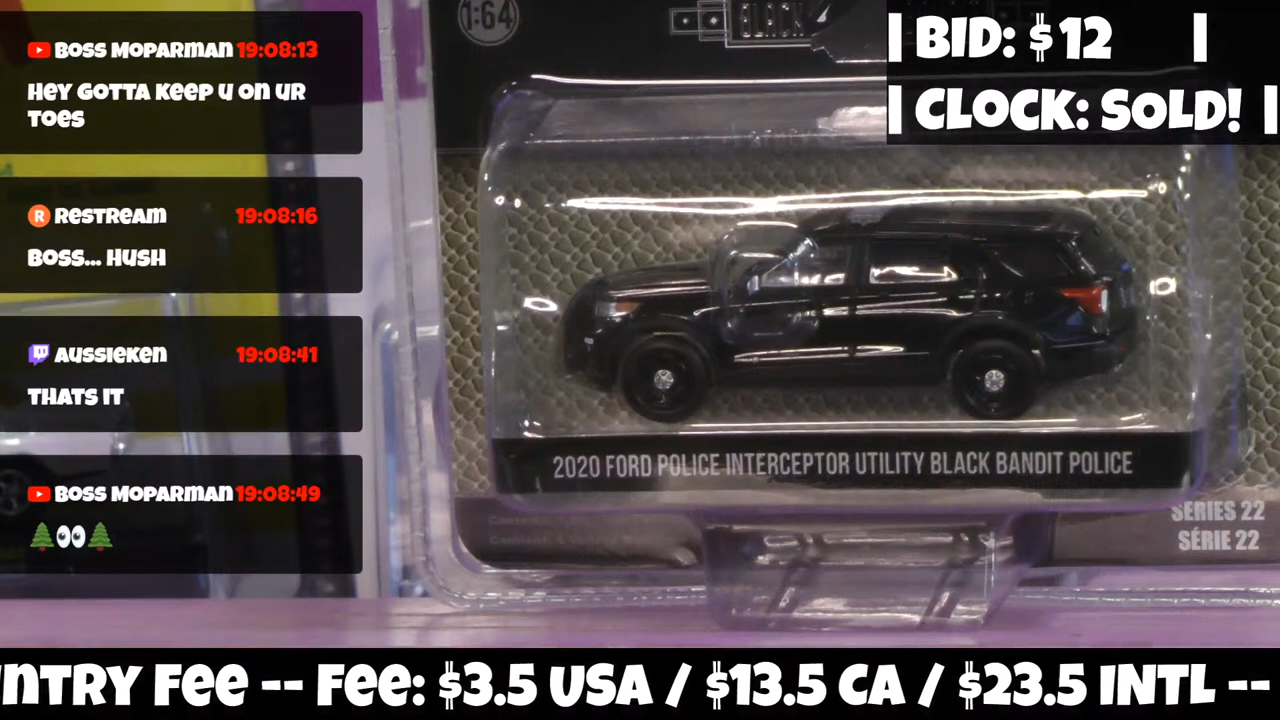 Boss Moparman 19:08:13
Hey gotta keep u on ur
toes
R Restream 19:08:16
Boss... hush
Aussieken 19:08:41
Thats it
Boss Moparman 19:08:49
1:64
BLACK
| BID: $12 |
| CLOCK: SOLD! |
2020 FORD POLICE INTERCEPTOR UTILITY BLACK BANDIT POLICE
SERIES 22
SÉRIE 22
ntry Fee -- Fee: $3.5 USA / $13.5 CA / $23.5 INTL --